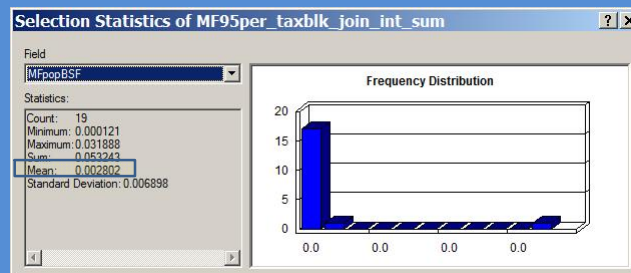 Selection Statistics of MF95per_taxblk_join_int_sum
Field
MFpopBSF
Statistics:
Count: 19
Minimum: 0.000121
Maximum: 0.031888
Sum: 0.053243
Mean: 0.002802
Standard Deviation: 0.006898
Frequency Distribution
20
15
10
5
0
0.0 0.0 0.0 0.0